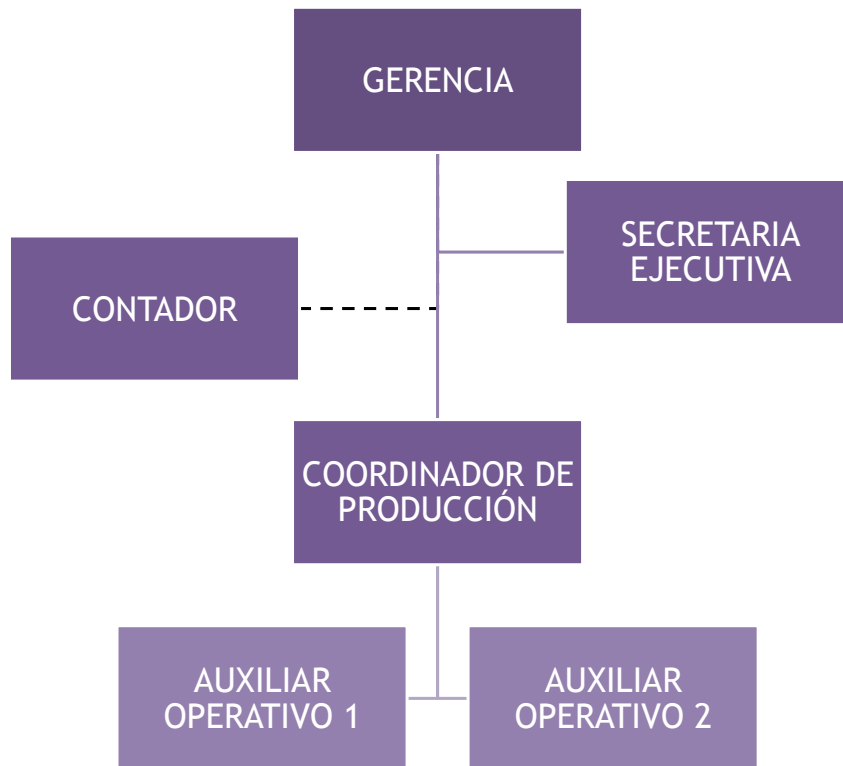 GERENCIA
SECRETARIA
EJECUTIVA
CONTADOR
COORDINADOR DE
PRODUCCIÓN
AUXILIAR
OPERATIVO 1
AUXILIAR
OPERATIVO 2